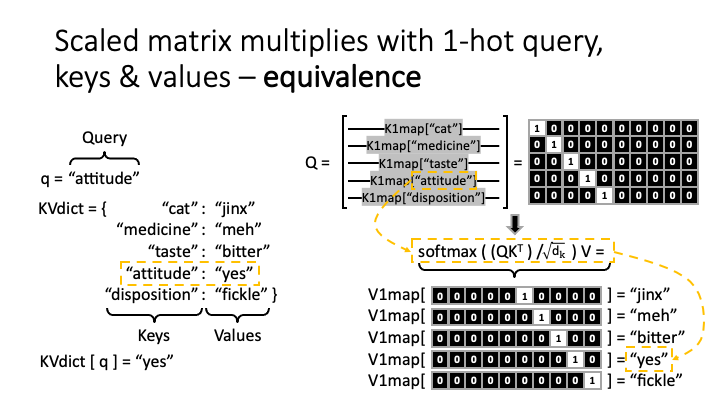 Scaled matrix multiplies with 1-hot query,
keys & values – equivalence
Query
q = “attitude”
KVdict = { “cat” : “jinx”
“medicine” : “meh”
“taste” : “bitter”
“attitude” : “yes”
“disposition” : “fickle” }
Keys Values
KVdict [ q ] = “yes”
Q = K1map[“cat”] = 1 0 0 0 0 0 0 0 0 0
K1map[“medicine”] 0 1 0 0 0 0 0 0 0 0
K1map[“taste”] 0 0 1 0 0 0 0 0 0 0
K1map[“attitude”] 0 0 0 1 0 0 0 0 0 0
K1map[“disposition”] 0 0 0 0 1 0 0 0 0 0
softmax ( (QKᵀ ) /√dₖ ) V =
V1map[ 0 0 0 0 0 1 0 0 0 0 ] = “jinx”
V1map[ 0 0 0 0 0 0 1 0 0 0 ] = “meh”
V1map[ 0 0 0 0 0 0 0 1 0 0 ] = “bitter”
V1map[ 0 0 0 0 0 0 0 0 1 0 ] = “yes”
V1map[ 0 0 0 0 0 0 0 0 0 1 ] = “fickle”